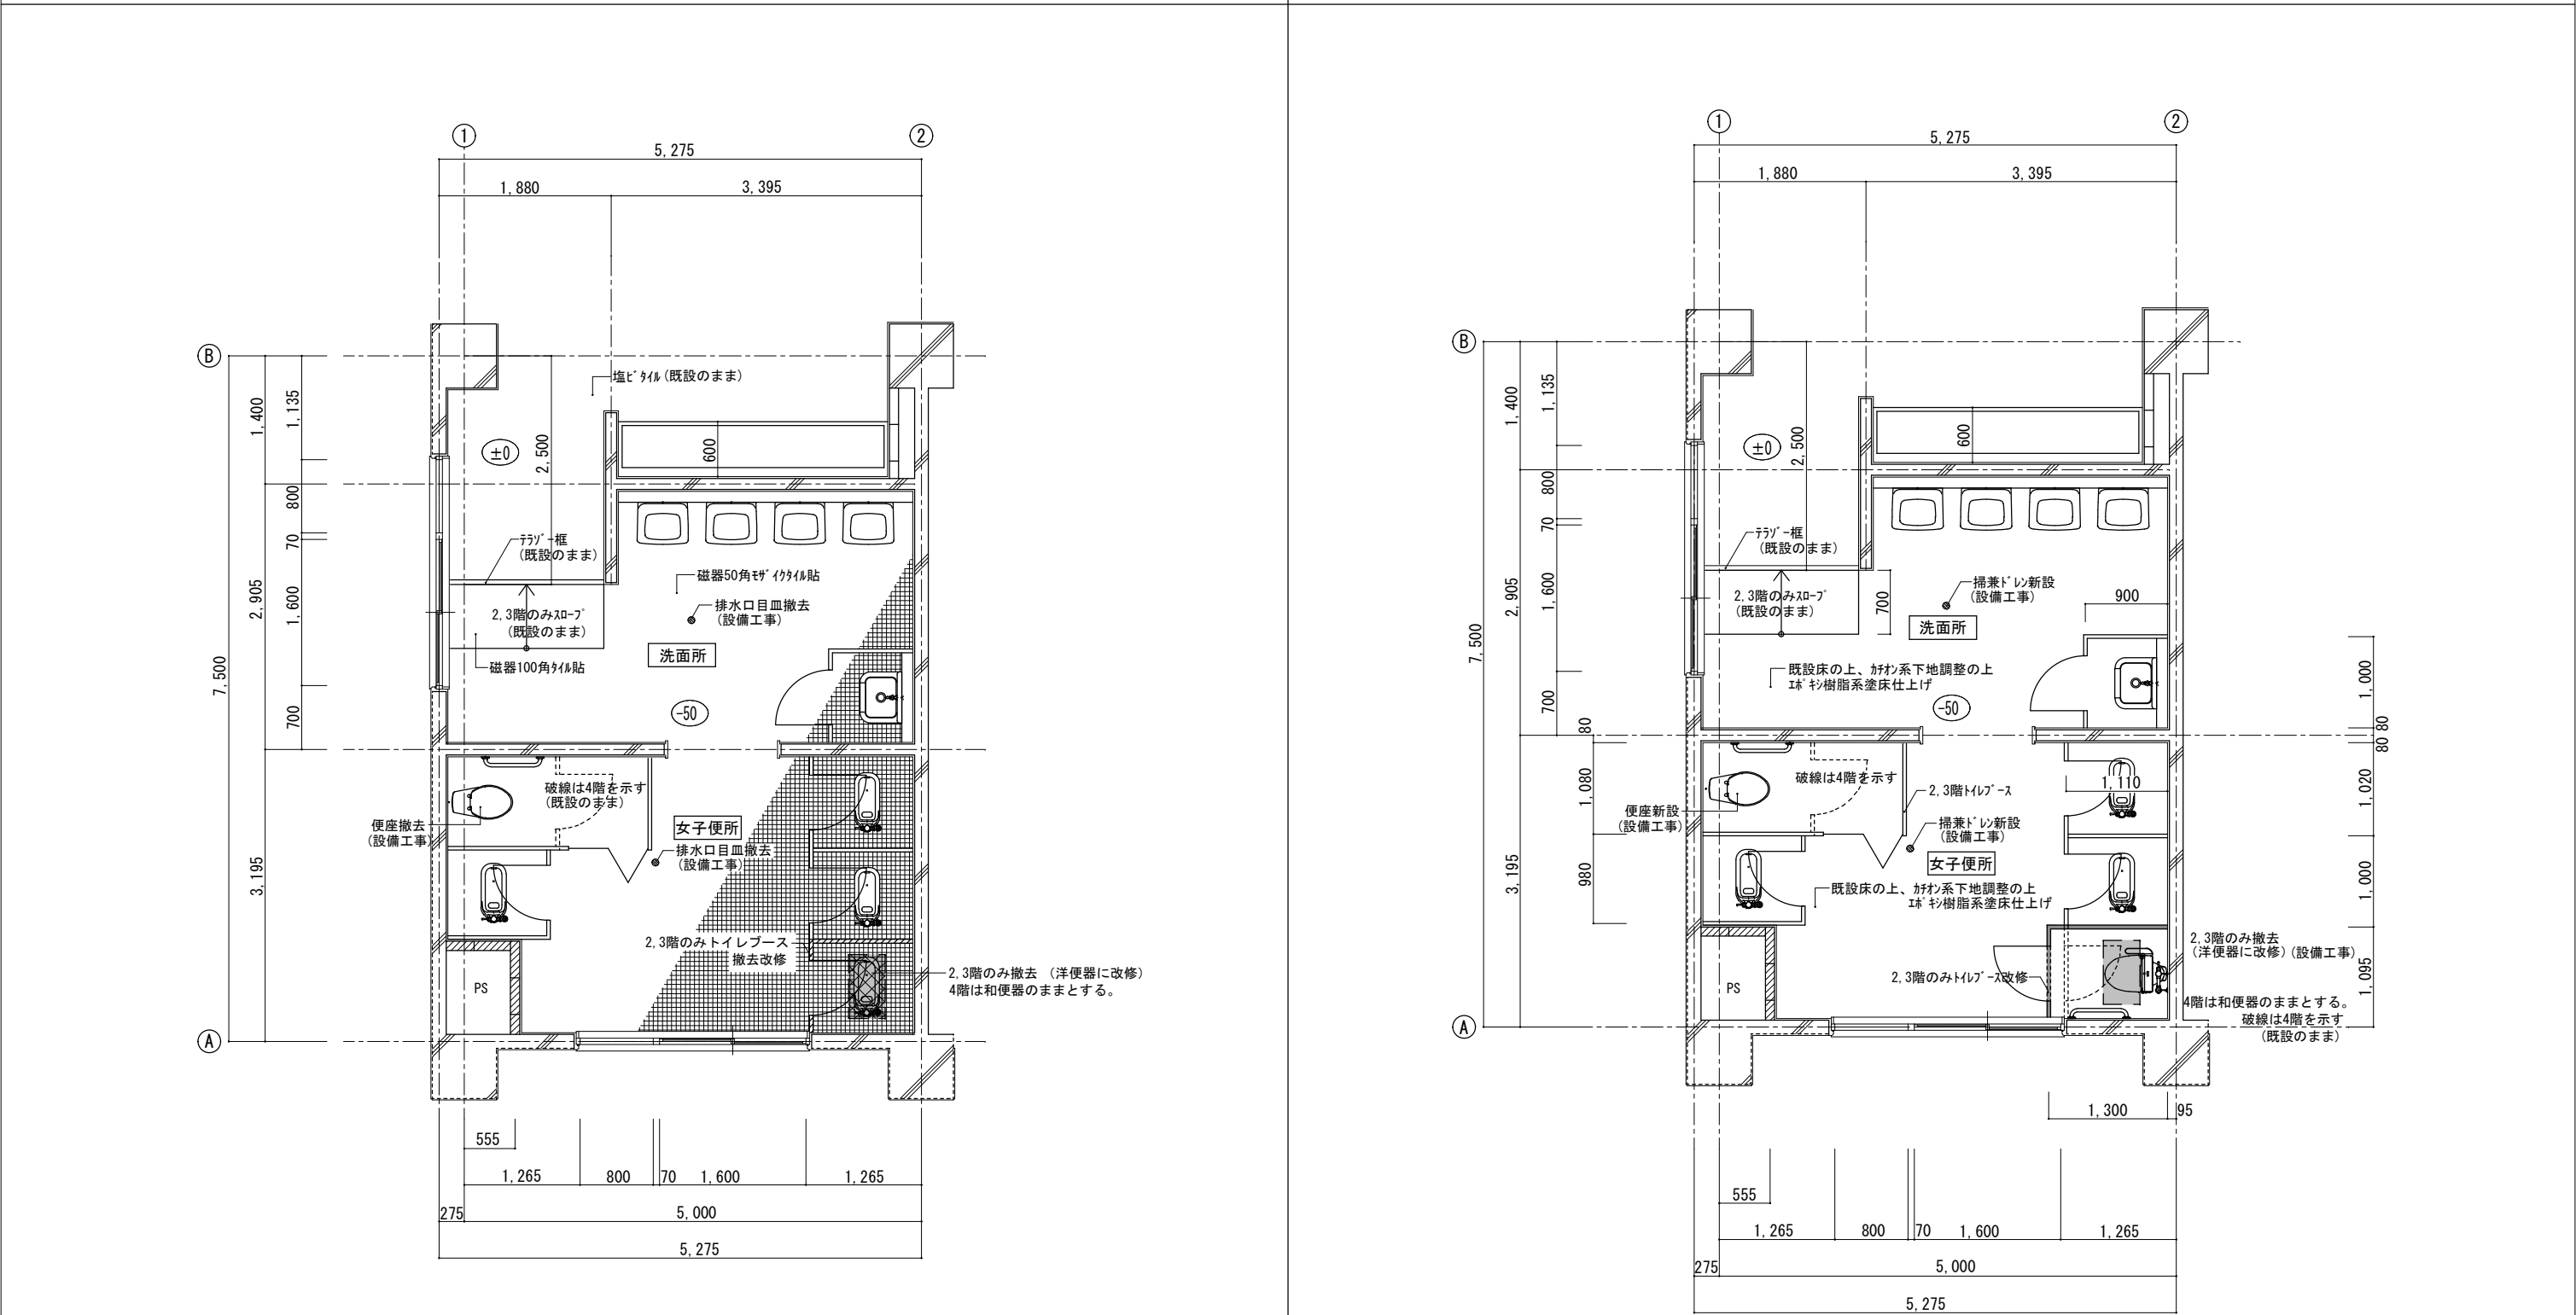 ①
②
5,275
1,880
3,395
Ⓑ
塩ﾋﾞﾀｲﾙ(既設のまま)
1,400
1,135
±0
2,500
600
800
70
ﾃﾗｿﾞｰ框
(既設のまま)
磁器50角ﾓｻﾞｲｸﾀｲﾙ貼
排水口目皿撤去
(設備工事)
2,905
1,600
2,3階のみｽﾛｰﾌﾟ
(既設のまま)
洗面所
磁器100角ﾀｲﾙ貼
7,500
700
-50
破線は4階を示す
(既設のまま)
便座撤去
(設備工事)
女子便所
排水口目皿撤去
(設備工事)
3,195
2,3階のみトイレブース
撤去改修
2,3階のみ撤去 (洋便器に改修)
4階は和便器のままとする。
PS
Ⓐ
555
1,265
800
70
1,600
1,265
275
5,000
5,275
①
②
5,275
1,880
3,395
Ⓑ
1,400
1,135
±0
2,500
600
800
70
ﾃﾗｿﾞｰ框
(既設のまま)
掃兼ﾄﾞﾚﾝ新設
(設備工事)
900
2,905
1,600
2,3階のみｽﾛｰﾌﾟ
(既設のまま)
700
洗面所
7,500
既設床の上、ｶﾁｵﾝ系下地調整の上
ｴﾎﾟｷｼ樹脂系塗床仕上げ
1,000
700
80
-50
80
80
1,080
破線は4階を示す
2,3階ﾄｲﾚﾌﾞｰｽ
1,110
1,020
便座新設
(設備工事)
掃兼ﾄﾞﾚﾝ新設
(設備工事)
女子便所
3,195
980
既設床の上、ｶﾁｵﾝ系下地調整の上
ｴﾎﾟｷｼ樹脂系塗床仕上げ
1,000
2,3階のみ撤去
(洋便器に改修)(設備工事)
2,3階のみﾄｲﾚﾌﾞｰｽ改修
1,095
PS
4階は和便器のままとする。
破線は4階を示す
(既設のまま)
Ⓐ
1,300
95
555
1,265
800
70
1,600
1,265
275
5,000
5,275